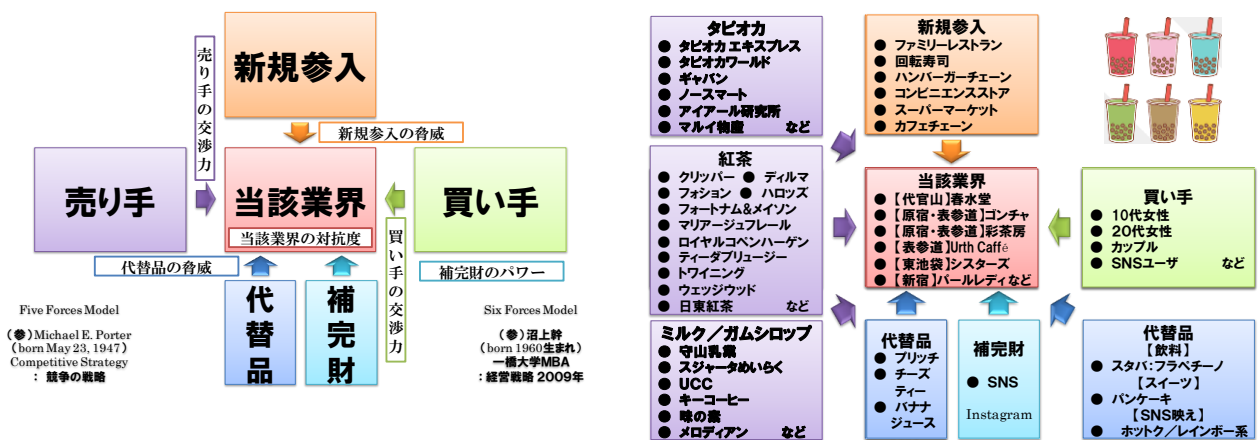 新規参入
売り手の交渉力
新規参入の脅威
売り手
当該業界
当該業界の対抗度
買い手
代替品の脅威
買い手の交渉力
補完財のパワー
代替品
補完財
Five Forces Model
(参)Michael E. Porter
(born May 23, 1947)
Competitive Strategy
: 競争の戦略
Six Forces Model
(参)沼上幹
(born 1960生まれ)
一橋大学MBA
: 経営戦略 2009年
タピオカ
● タピオカ エキスプレス
● タピオカワールド
● ギャバン
● ノースマート
● アイアール研究所
● マルイ物産 など
新規参入
● ファミリーレストラン
● 回転寿司
● ハンバーガーチェーン
● コンビニエンスストア
● スーパーマーケット
● カフェチェーン
紅茶
● クリッパー ● ディルマ
● フォション ● ハロッズ
● フォートナム&メイソン
● マリアージュフレール
● ロイヤルコペンハーゲン
● ティーダブリュージー
● トワイニング
● ウェッジウッド
● 日東紅茶 など
当該業界
● 【代官山】春水堂
● 【原宿・表参道】ゴンチャ
● 【原宿・表参道】彩茶房
● 【表参道】Urth Caffé
● 【東池袋】シスターズ
● 【新宿】パールレディ など
買い手
● 10代女性
● 20代女性
● カップル
● SNSユーザ など
ミルク/ガムシロップ
● 守山乳業
● スジャータめいらく
● UCC
● キーコーヒー
● 味の素
● メロディアン など
代替品
● ブリッチ
● チーズ
ティー
● バナナ
ジュース
補完財
● SNS
Instagram
代替品
【飲料】
● スタバ:フラペチーノ
【スイーツ】
● パンケーキ
【SNS映え】
● ホットク/レインボー系